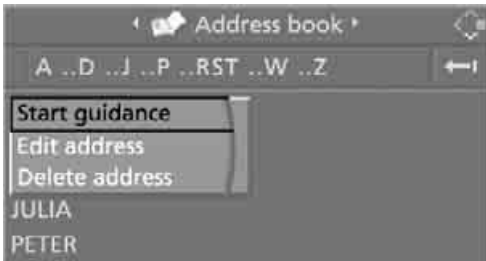 Address book
A ..D ..J ..P ..RST ..W ..Z
Start guidance
Edit address
Delete address
JULIA
PETER